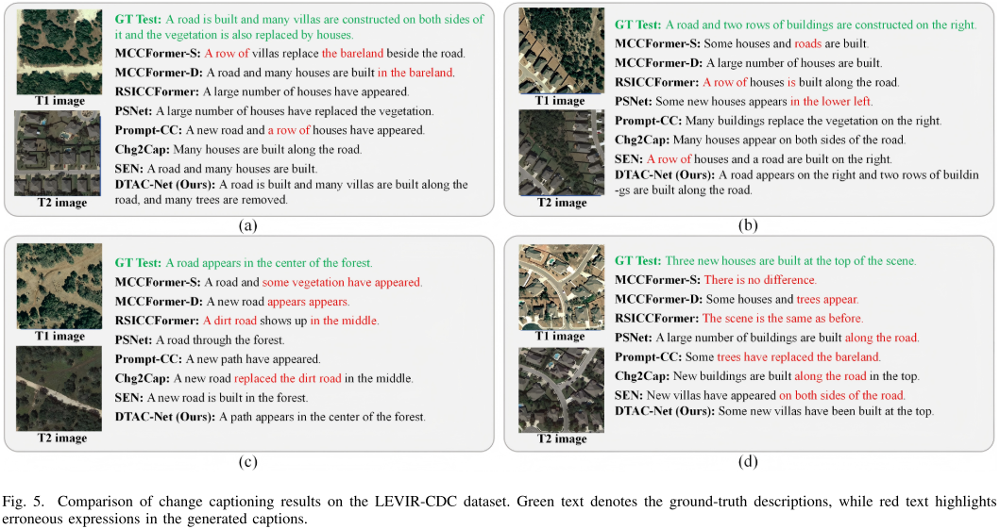 GT Test: A road is built and many villas are constructed on both sides of
it and the vegetation is also replaced by houses.
MCCFormer-S: A row of villas replace the bareland beside the road.
MCCFormer-D: A road and many houses are built in the bareland.
RSICCFormer: A large number of houses have appeared.
PSNet: A large number of houses have replaced the vegetation.
Prompt-CC: A new road and a row of houses have appeared.
Chg2Cap: Many houses are built along the road.
SEN: A road and many houses are built.
DTAC-Net (Ours): A road is built and many villas are built along the
road, and many trees are removed.
T1 image
T2 image
(a)
GT Test: A road and two rows of buildings are constructed on the right.
MCCFormer-S: Some houses and roads are built.
MCCFormer-D: A large number of houses are built.
RSICCFormer: A row of houses is built along the road.
PSNet: Some new houses appears in the lower left.
Prompt-CC: Many buildings replace the vegetation on the right.
Chg2Cap: Many houses appear on both sides of the road.
SEN: A row of houses and a road are built on the right.
DTAC-Net (Ours): A road appears on the right and two rows of buildin
-gs are built along the road.
T1 image
T2 image
(b)
GT Test: A road appears in the center of the forest.
MCCFormer-S: A road and some vegetation have appeared.
MCCFormer-D: A new road appears appears.
RSICCFormer: A dirt road shows up in the middle.
PSNet: A road through the forest.
Prompt-CC: A new path have appeared.
Chg2Cap: A new road replaced the dirt road in the middle.
SEN: A new road is built in the forest.
DTAC-Net (Ours): A path appears in the center of the forest.
T1 image
T2 image
(c)
GT Test: Three new houses are built at the top of the scene.
MCCFormer-S: There is no difference.
MCCFormer-D: Some houses and trees appear.
RSICCFormer: The scene is the same as before.
PSNet: A large number of buildings are built along the road.
Prompt-CC: Some trees have replaced the bareland.
Chg2Cap: New buildings are built along the road in the top.
SEN: New villas have appeared on both sides of the road.
DTAC-Net (Ours): Some new villas have been built at the top.
T1 image
T2 image
(d)
Fig. 5. Comparison of change captioning results on the LEVIR-CDC dataset. Green text denotes the ground-truth descriptions, while red text highlights
erroneous expressions in the generated captions.